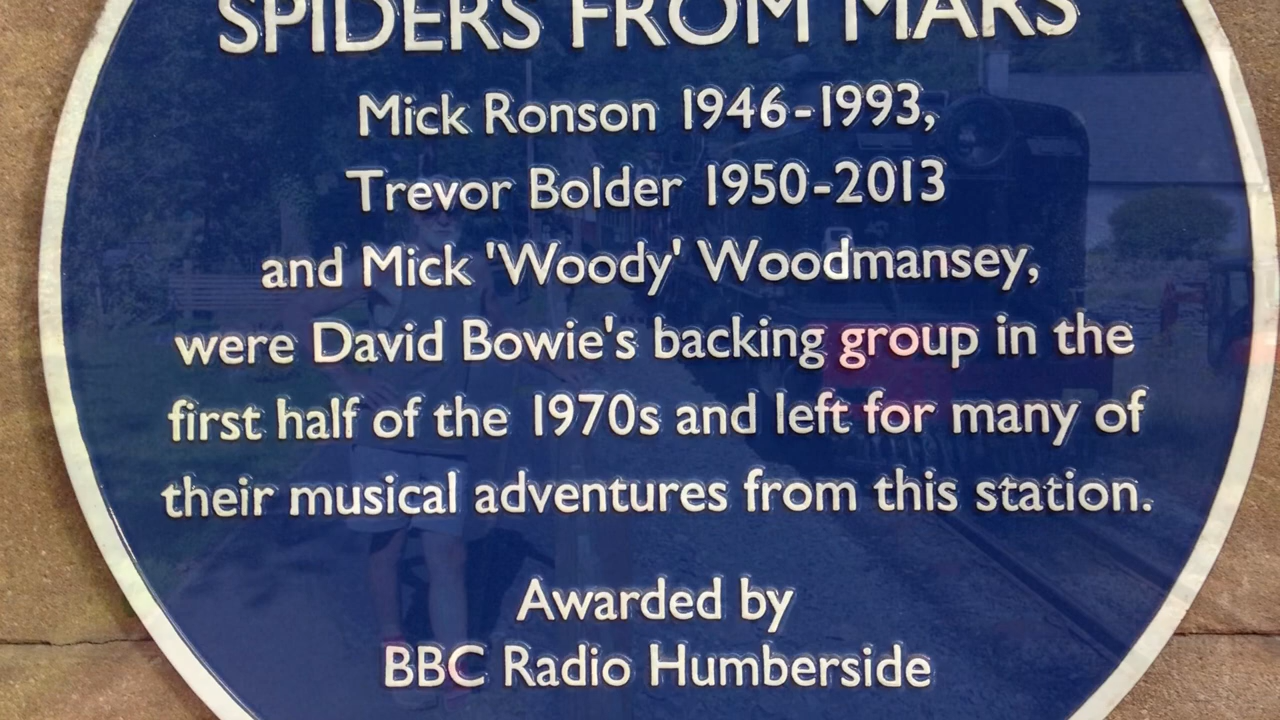 SPIDERS FROM MARS
Mick Ronson 1946-1993,
Trevor Bolder 1950-2013
and Mick 'Woody' Woodmansey,
were David Bowie's backing group in the
first half of the 1970s and left for many of
their musical adventures from this station.
Awarded by
BBC Radio Humberside